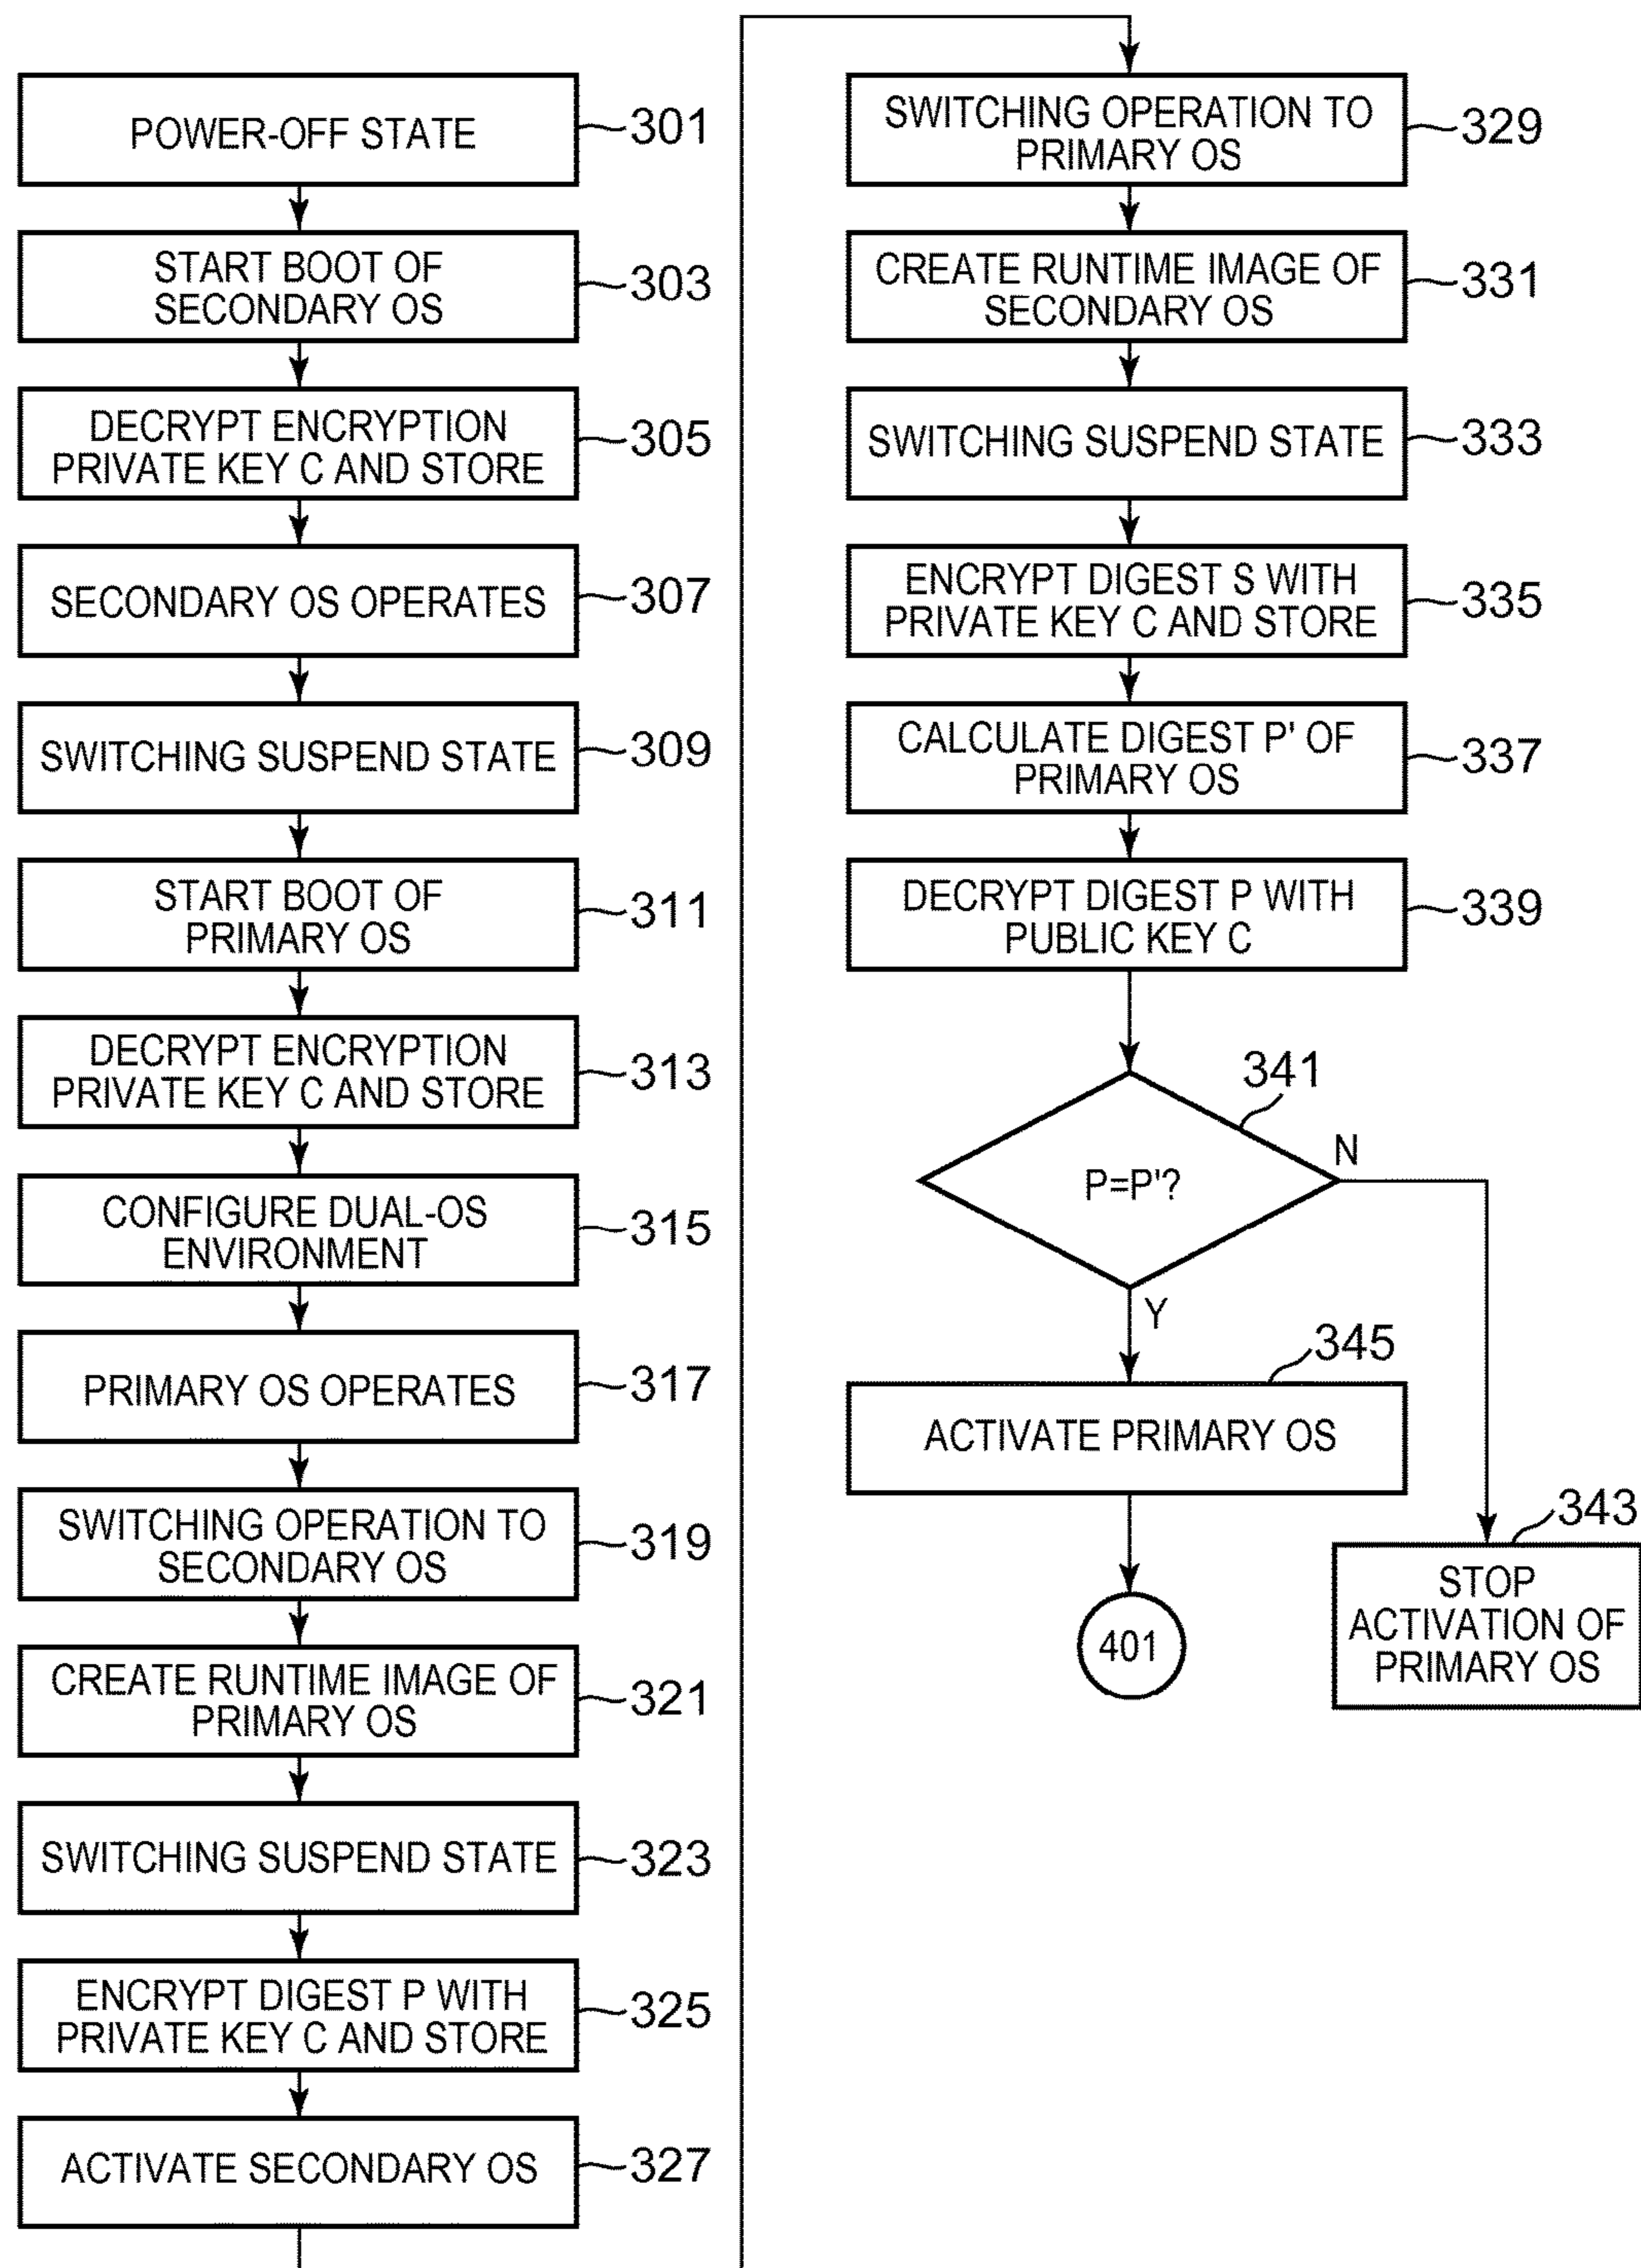 POWER-OFF STATE
301
START BOOT OF
SECONDARY OS
303
DECRYPT ENCRYPTION
PRIVATE KEY C AND STORE
305
SECONDARY OS OPERATES
307
SWITCHING SUSPEND STATE
309
START BOOT OF
PRIMARY OS
311
DECRYPT ENCRYPTION
PRIVATE KEY C AND STORE
313
CONFIGURE DUAL-OS
ENVIRONMENT
315
PRIMARY OS OPERATES
317
SWITCHING OPERATION TO
SECONDARY OS
319
CREATE RUNTIME IMAGE OF
PRIMARY OS
321
SWITCHING SUSPEND STATE
323
ENCRYPT DIGEST P WITH
PRIVATE KEY C AND STORE
325
ACTIVATE SECONDARY OS
327
SWITCHING OPERATION TO
PRIMARY OS
329
CREATE RUNTIME IMAGE OF
SECONDARY OS
331
SWITCHING SUSPEND STATE
333
ENCRYPT DIGEST S WITH
PRIVATE KEY C AND STORE
335
CALCULATE DIGEST P' OF
PRIMARY OS
337
DECRYPT DIGEST P WITH
PUBLIC KEY C
339
341
P=P'?
N
Y
345
ACTIVATE PRIMARY OS
401
343
STOP
ACTIVATION OF
PRIMARY OS